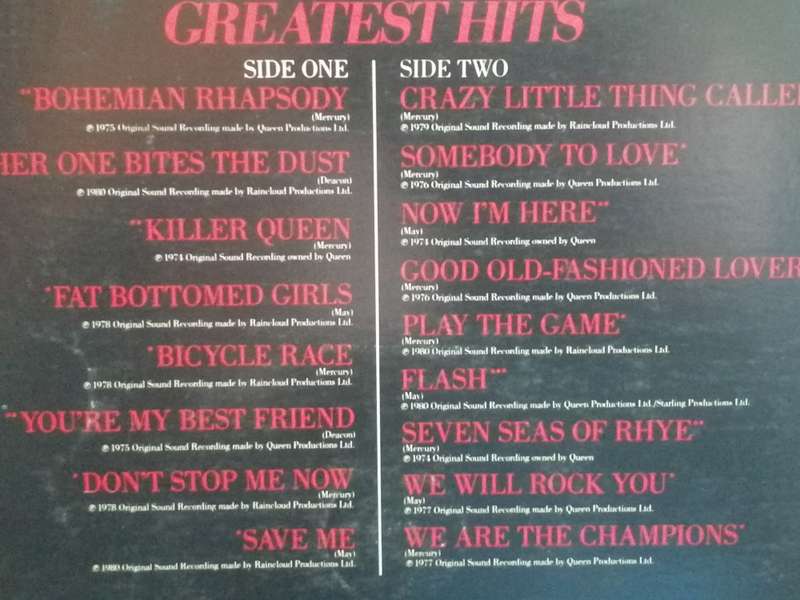 GREATEST HITS
SIDE ONE
**BOHEMIAN RHAPSODY
(Mercury)
℗ 1975 Original Sound Recording made by Queen Productions Ltd.
HER ONE BITES THE DUST
(Deacon)
℗ 1980 Original Sound Recording made by Raincloud Productions Ltd.
***KILLER QUEEN
(Mercury)
℗ 1974 Original Sound Recording owned by Queen
*FAT BOTTOMED GIRLS
(May)
℗ 1978 Original Sound Recording made by Raincloud Productions Ltd.
*BICYCLE RACE
(Mercury)
℗ 1978 Original Sound Recording made by Raincloud Productions Ltd.
**YOU'RE MY BEST FRIEND
(Deacon)
℗ 1975 Original Sound Recording made by Queen Productions Ltd.
*DON'T STOP ME NOW
(Mercury)
℗ 1978 Original Sound Recording made by Raincloud Productions Ltd.
*SAVE ME
(May)
℗ 1980 Original Sound Recording made by Raincloud Productions Ltd.
SIDE TWO
CRAZY LITTLE THING CALLE
(Mercury)
℗ 1979 Original Sound Recording made by Raincloud Productions Ltd.
SOMEBODY TO LOVE*
(Mercury)
℗ 1976 Original Sound Recording made by Queen Productions Ltd.
NOW I'M HERE**
(May)
℗ 1974 Original Sound Recording owned by Queen
GOOD OLD-FASHIONED LOVER
(Mercury)
℗ 1976 Original Sound Recording made by Queen Productions Ltd.
PLAY THE GAME*
(Mercury)
℗ 1980 Original Sound Recording made by Raincloud Productions Ltd.
FLASH***
(May)
℗ 1980 Original Sound Recording made by Queen Productions Ltd./Starling Productions Ltd.
SEVEN SEAS OF RHYE**
(Mercury)
℗ 1974 Original Sound Recording owned by Queen
WE WILL ROCK YOU*
(May)
℗ 1977 Original Sound Recording made by Queen Productions Ltd.
WE ARE THE CHAMPIONS*
(Mercury)
℗ 1977 Original Sound Recording made by Queen Productions Ltd.